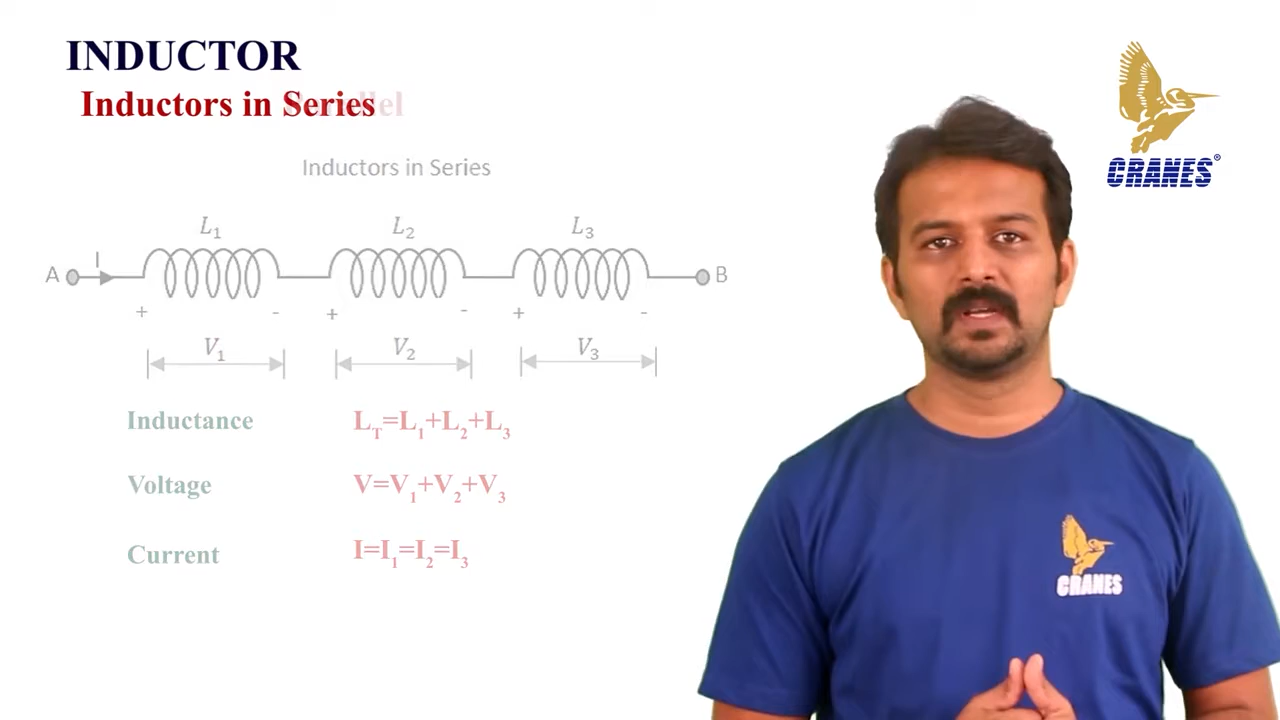 INDUCTOR
Inductors in Series
CRANES®
Inductors in Series
L1 L2 L3
A I B
+ - + - + -
V1 V2 V3
Inductance LT=L1+L2+L3
Voltage V=V1+V2+V3
Current I=I1=I2=I3
CRANES